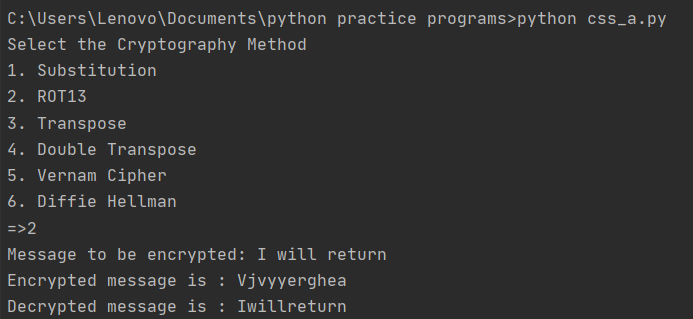 C:\Users\Lenovo\Documents\python practice programs>python css_a.py
Select the Cryptography Method
1. Substitution
2. ROT13
3. Transpose
4. Double Transpose
5. Vernam Cipher
6. Diffie Hellman
=>2
Message to be encrypted: I will return
Encrypted message is : Vjvyyerghea
Decrypted message is : Iwillreturn